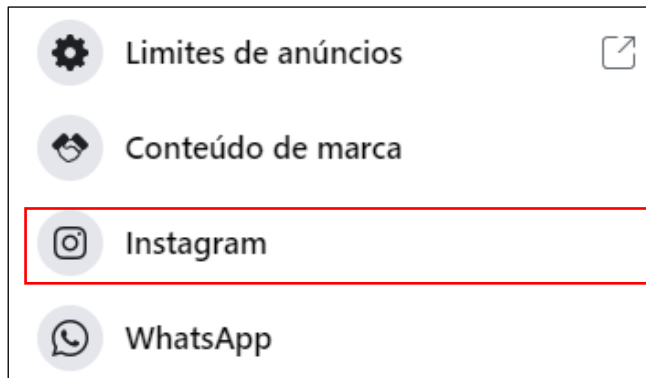 Limites de anúncios
Conteúdo de marca
Instagram
WhatsApp